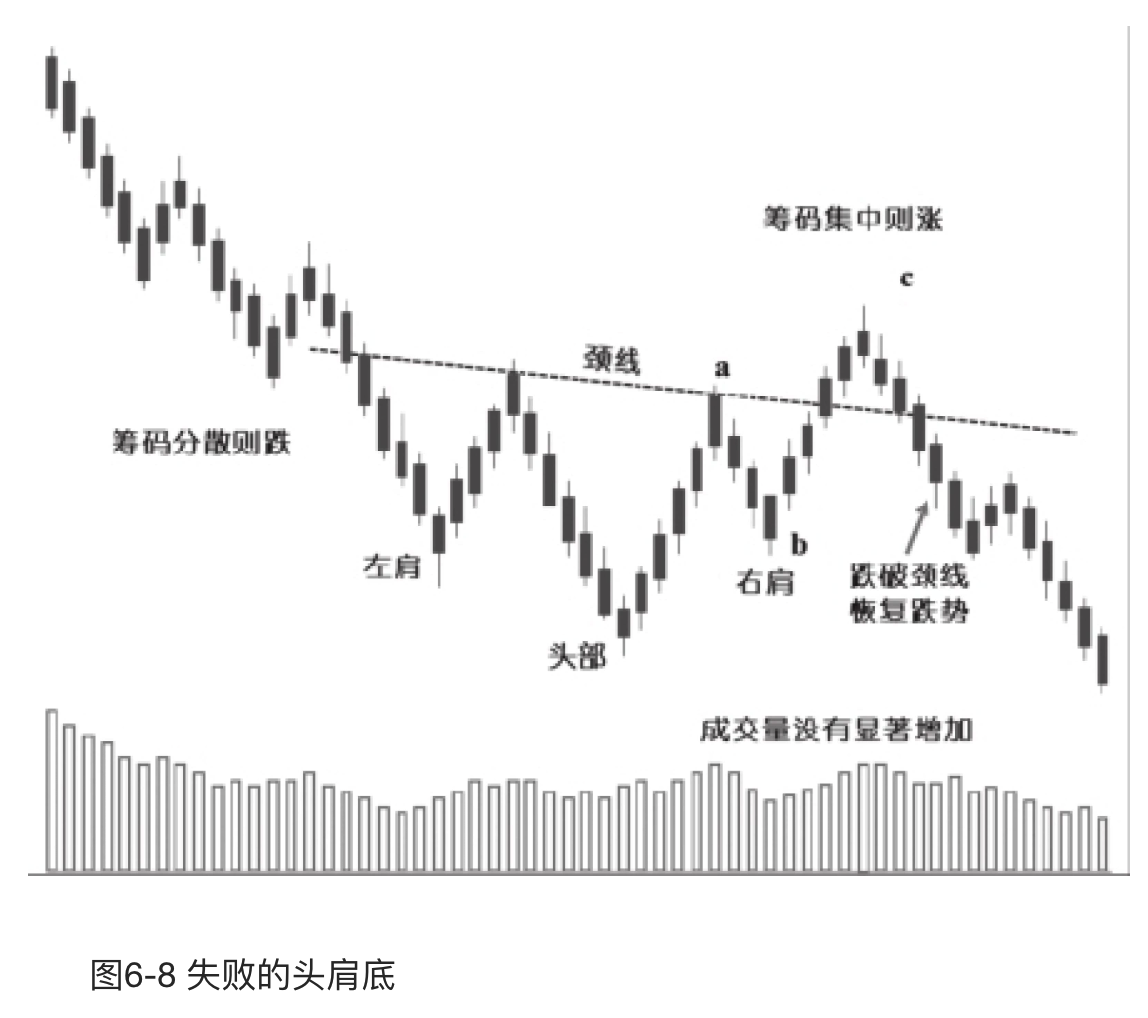 筹码集中则涨
c
颈线
a
筹码分散则跌
b
左肩
右肩
跌破颈线
恢复跌势
头部
成交量没有显著增加
图6-8 失败的头肩底